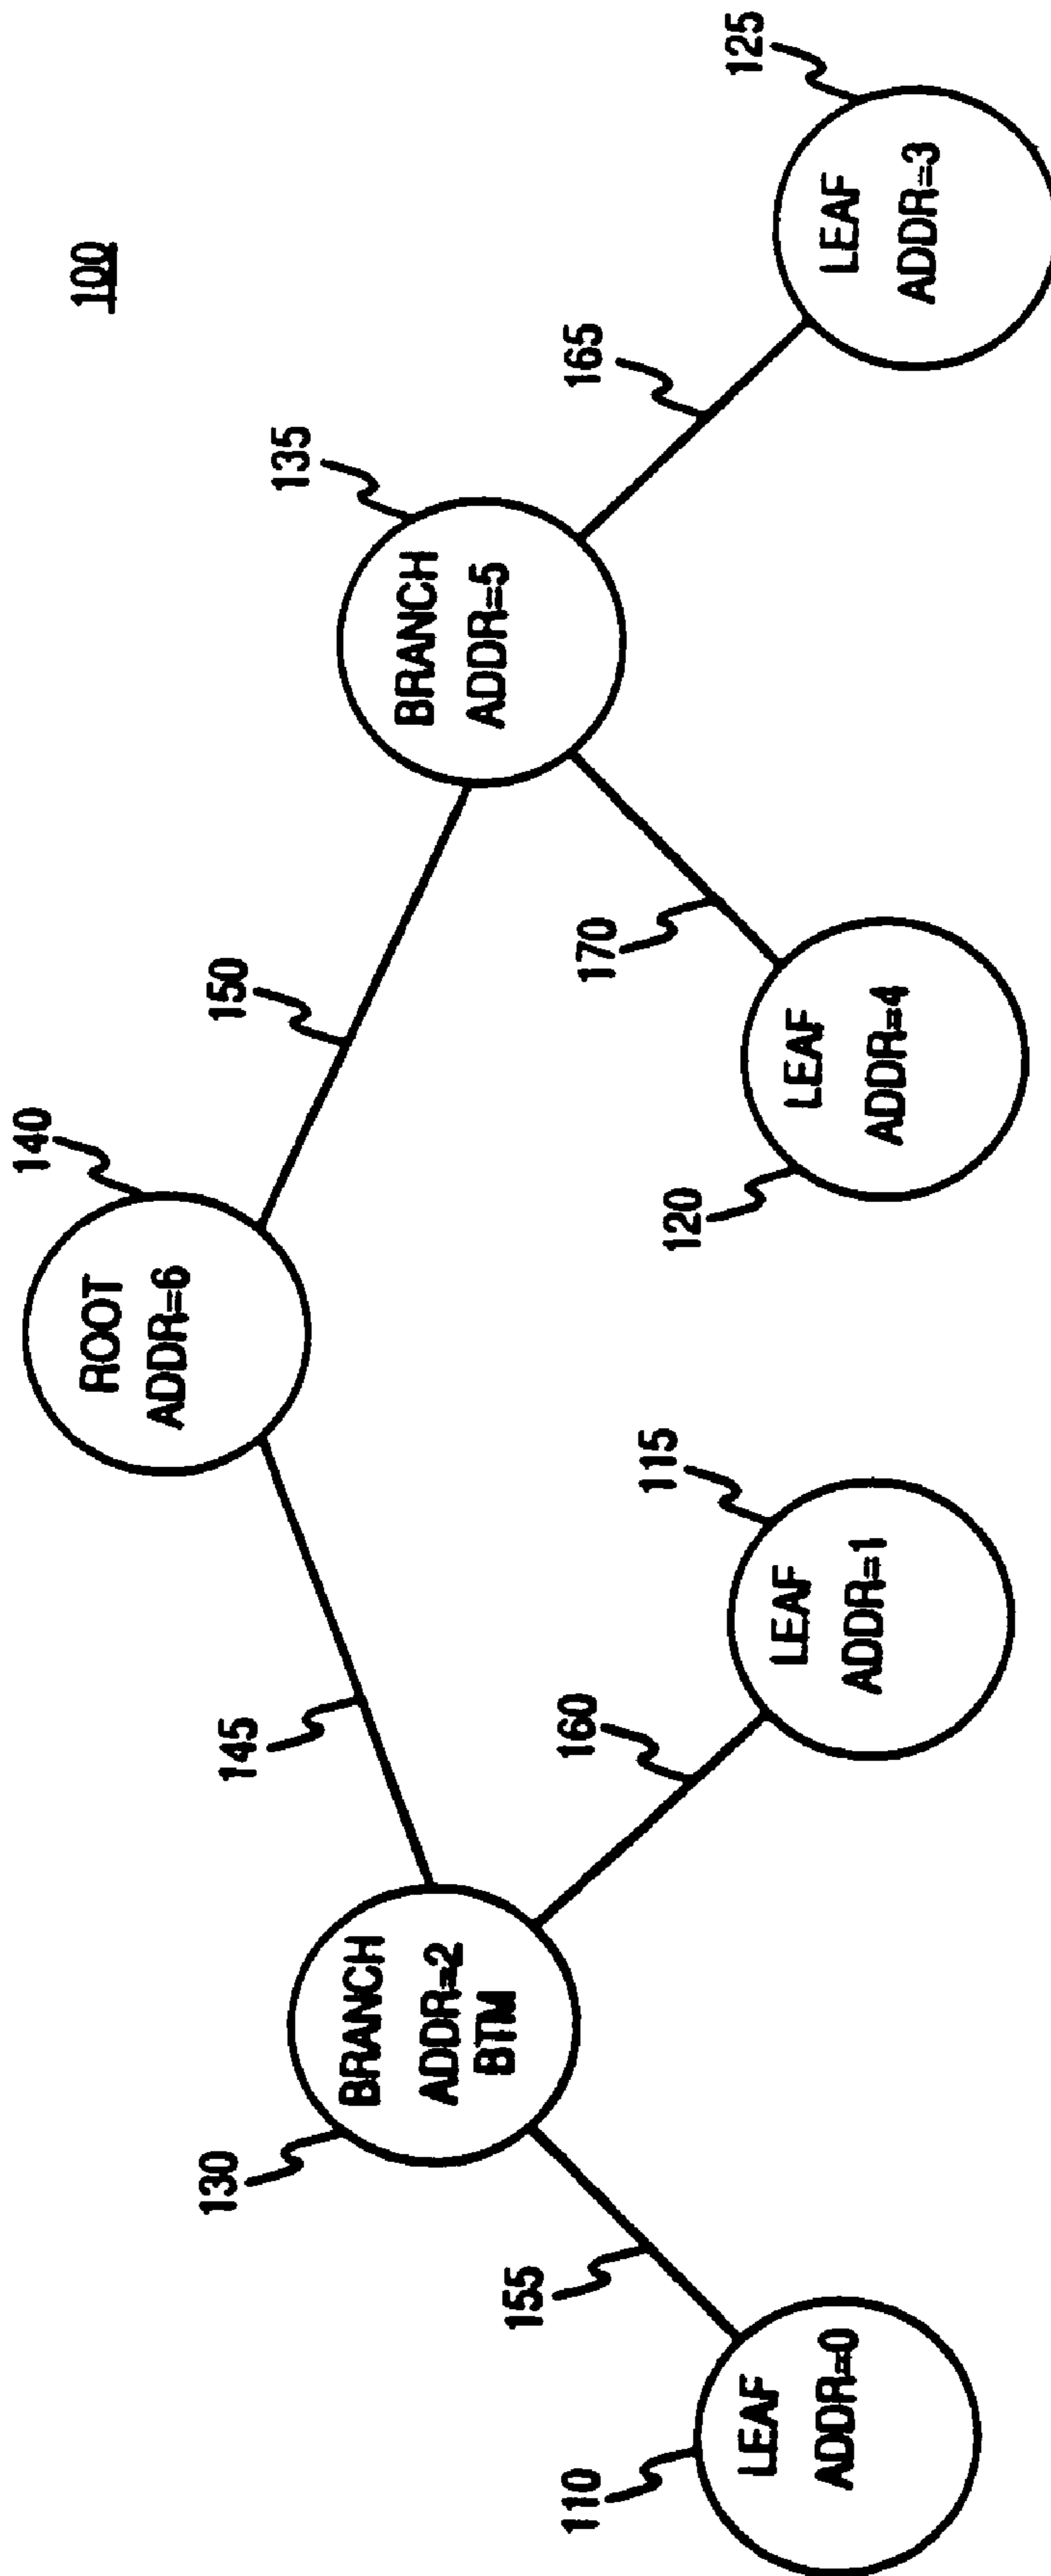 100
140
ROOT
ADDR=6
145
150
130
BRANCH
ADDR=2
BTM
135
BRANCH
ADDR=5
155
160
170
165
110
LEAF
ADDR=0
115
LEAF
ADDR=1
120
LEAF
ADDR=4
125
LEAF
ADDR=3